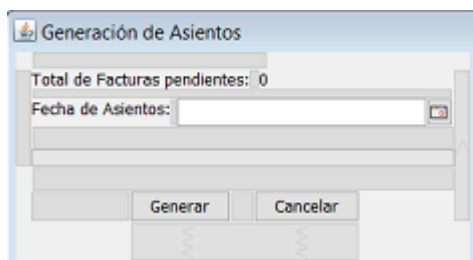 Generación de Asientos
Total de Facturas pendientes: 0
Fecha de Asientos:
Generar
Cancelar